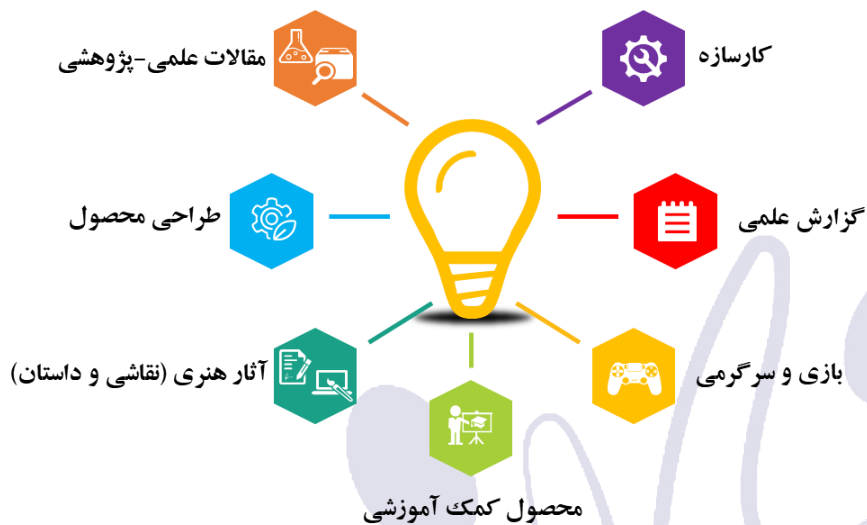 کارسازه
مقالات علمی-پژوهشی
گزارش علمی
طراحی محصول
بازی و سرگرمی
آثار هنری (نقاشی و داستان)
محصول کمک آموزشی